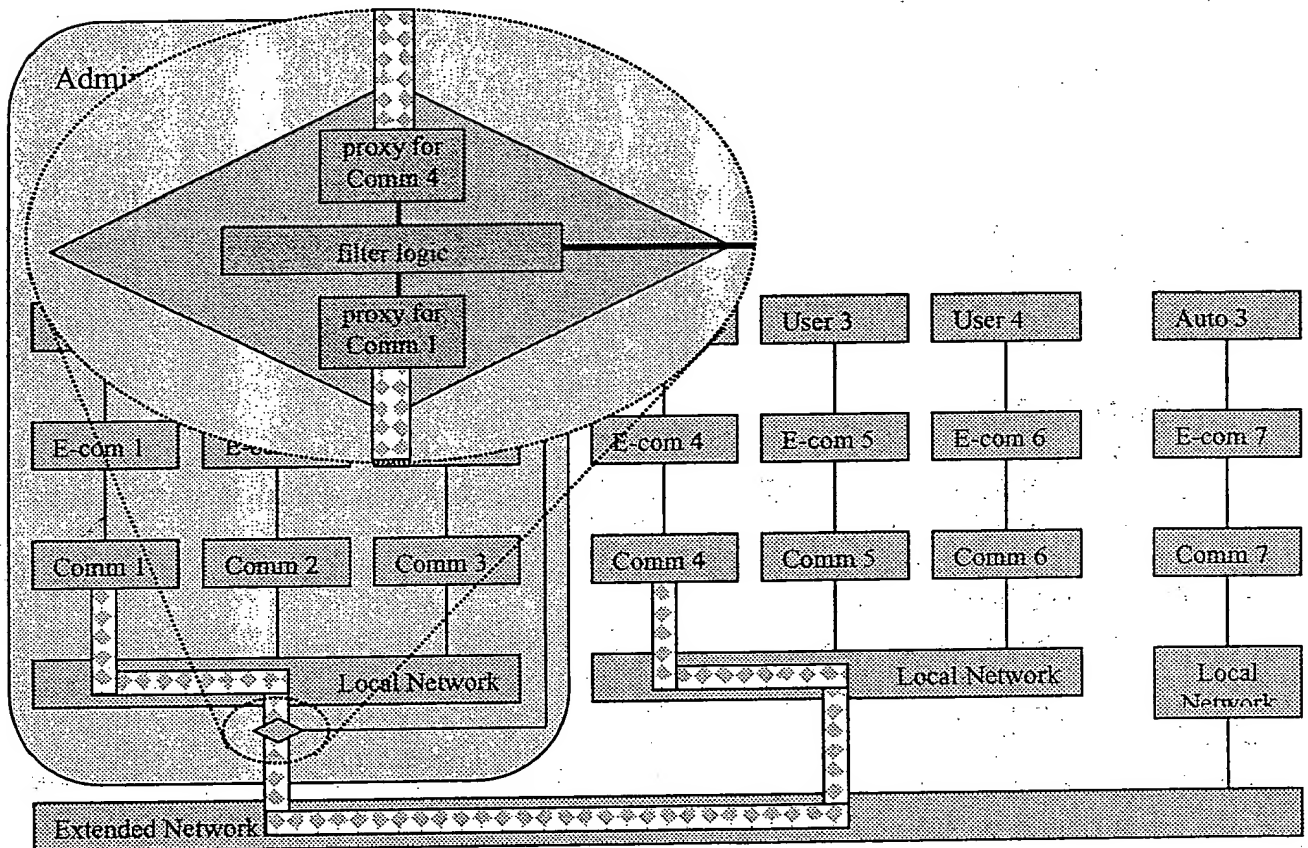 proxy for
Comm 4
filter logic
proxy for
Comm 1
User 3
User 4
Auto 3
E-com 1
E-com 4
E-com 5
E-com 6
E-com 7
Comm 1
Comm 2
Comm 3
Comm 4
Comm 5
Comm 6
Comm 7
Local Network
Local Network
Local
Network
Extended Network